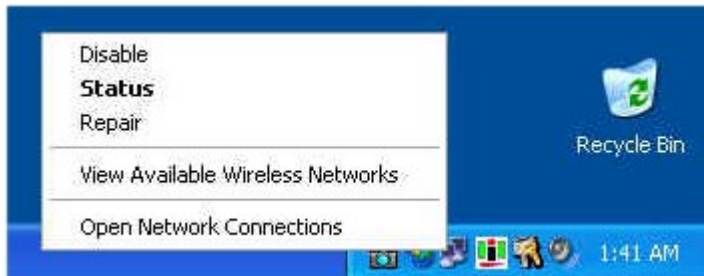 Disable
Status
Repair
View Available Wireless Networks
Open Network Connections
Recycle Bin
1:41 AM